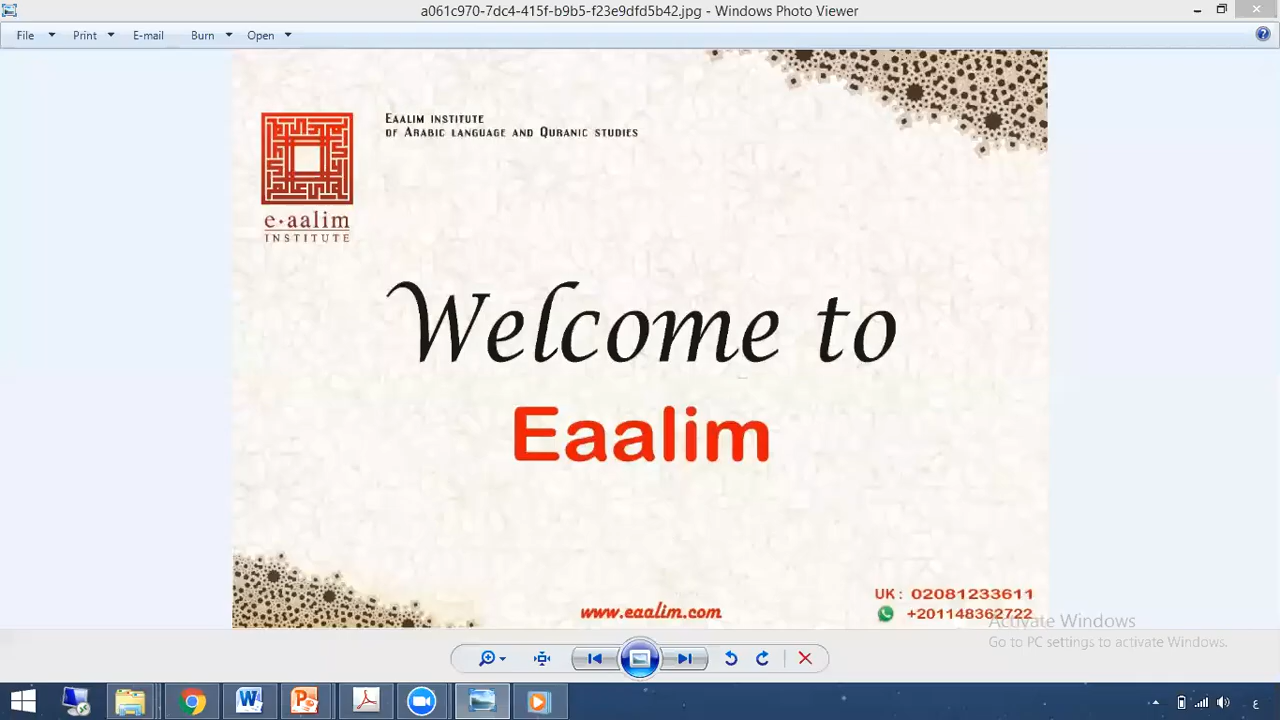 a061c970-7dc4-415f-b9b5-f23e9dfd5b42.jpg - Windows Photo Viewer
File Print E-mail Burn Open
EAALIM INSTITUTE
OF ARABIC LANGUAGE AND QURANIC STUDIES
e·aalim
INSTITUTE
Welcome to
Eaalim
UK : 02081233611
www.eaalim.com
+201148362722
Activate Windows
Go to PC settings to activate Windows.
ع